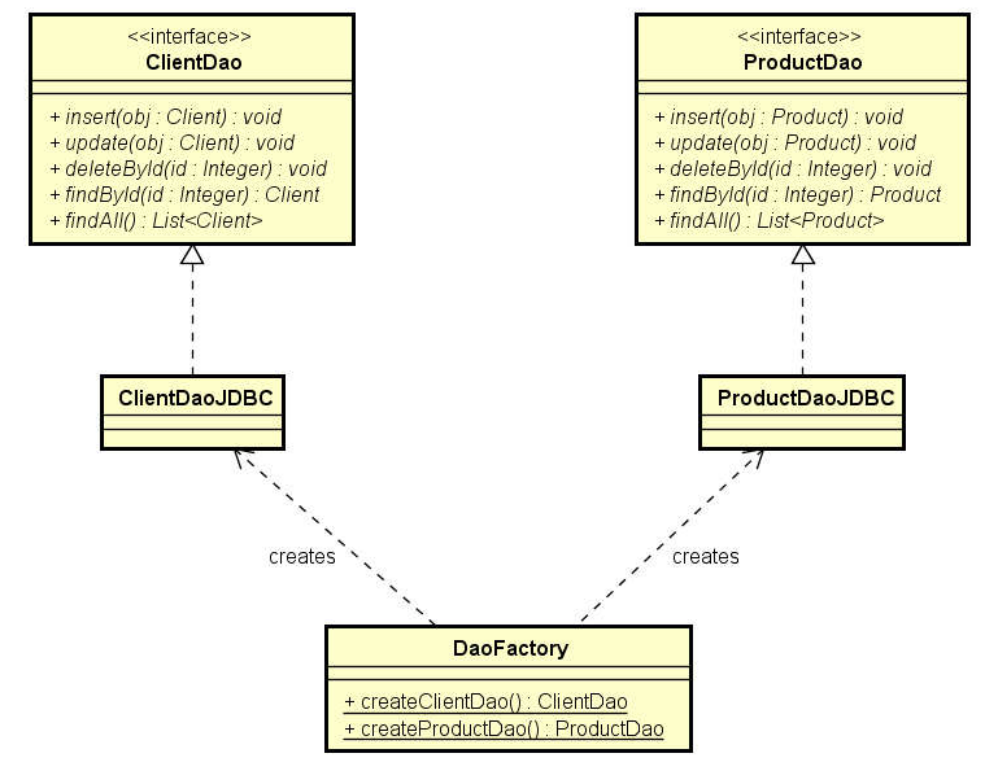 <<interface>>
ClientDao
+ insert(obj : Client) : void
+ update(obj : Client) : void
+ deleteById(id : Integer) : void
+ findById(id : Integer) : Client
+ findAll() : List<Client>
<<interface>>
ProductDao
+ insert(obj : Product) : void
+ update(obj : Product) : void
+ deleteById(id : Integer) : void
+ findById(id : Integer) : Product
+ findAll() : List<Product>
ClientDaoJDBC
ProductDaoJDBC
creates
creates
DaoFactory
+ createClientDao() : ClientDao
+ createProductDao() : ProductDao